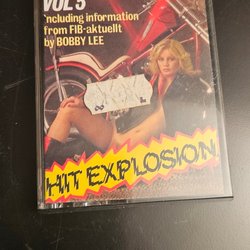 VOL 5
including information
from FIB-aktuellt
by BOBBY LEE
HIT EXPLOSION